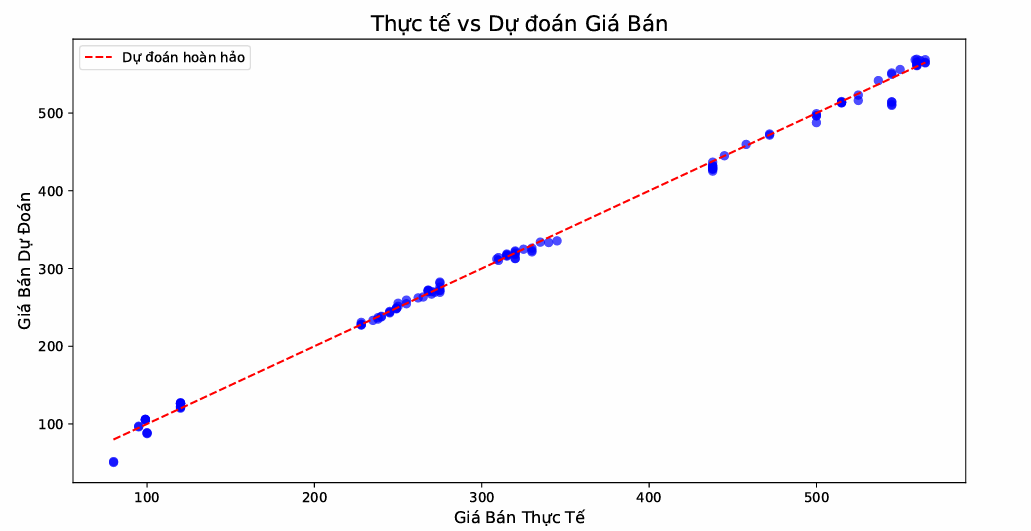 Thực tế vs Dự đoán Giá Bán
Dự đoán hoàn hảo
Giá Bán Dự Đoán
500
400
300
200
100
100 200 300 400 500
Giá Bán Thực Tế